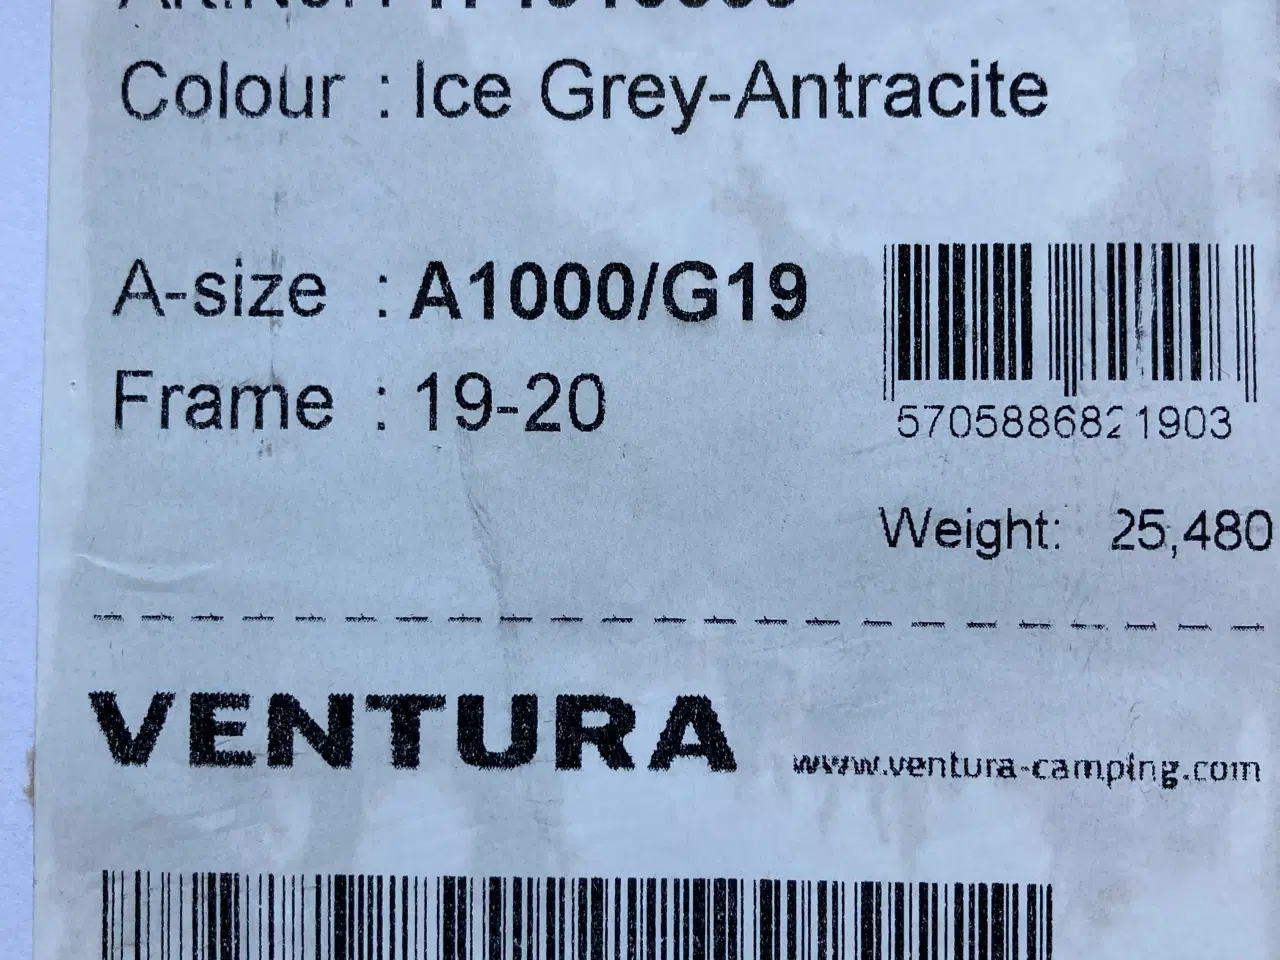 Colour : Ice Grey-Antracite
A-size : A1000/G19
Frame : 19-20
5705886821903
Weight: 25,480
VENTURA
www.ventura-camping.com